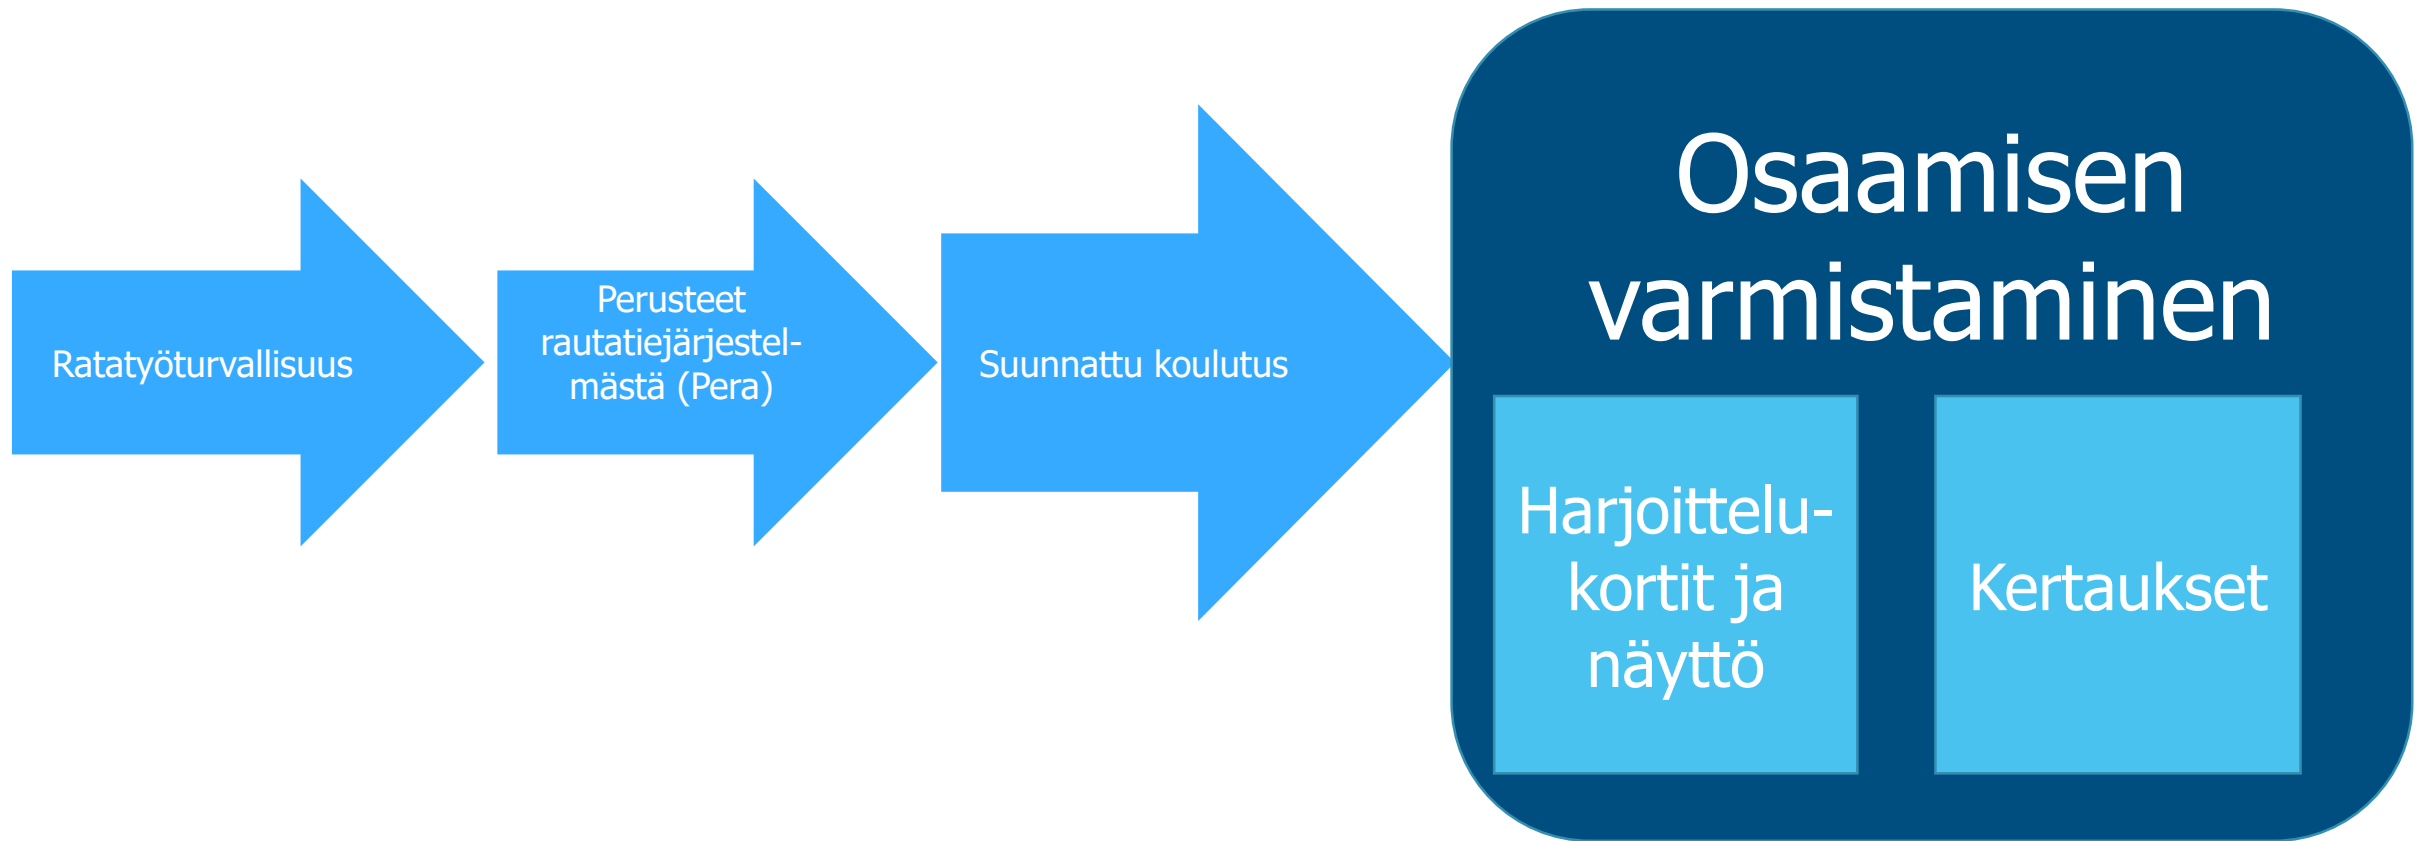 Ratatyöturvallisuus
Perusteet
rautatiejärjestel-
mästä (Pera)
Suunnattu koulutus
Osaamisen
varmistaminen
Harjoittelu-
kortit ja
näyttö
Kertaukset